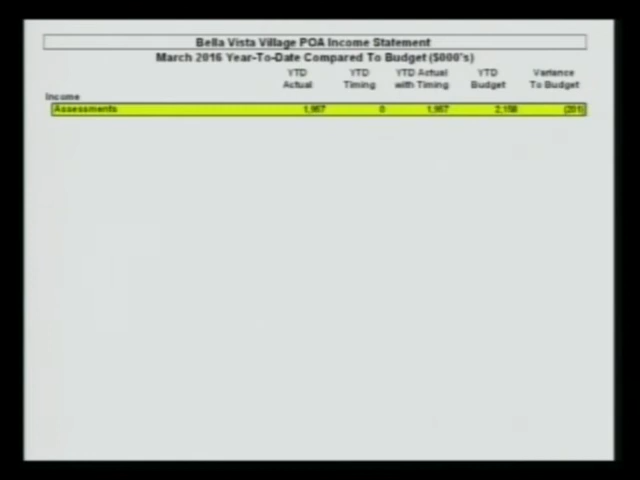 Bella Vista Village POA Income Statement
March 2016 Year-To-Date Compared To Budget ($000's)
YTD Actual YTD Timing YTD Actual with Timing YTD Budget Variance To Budget
Income
Assessments 1,957 0 1,957 2,158 (201)